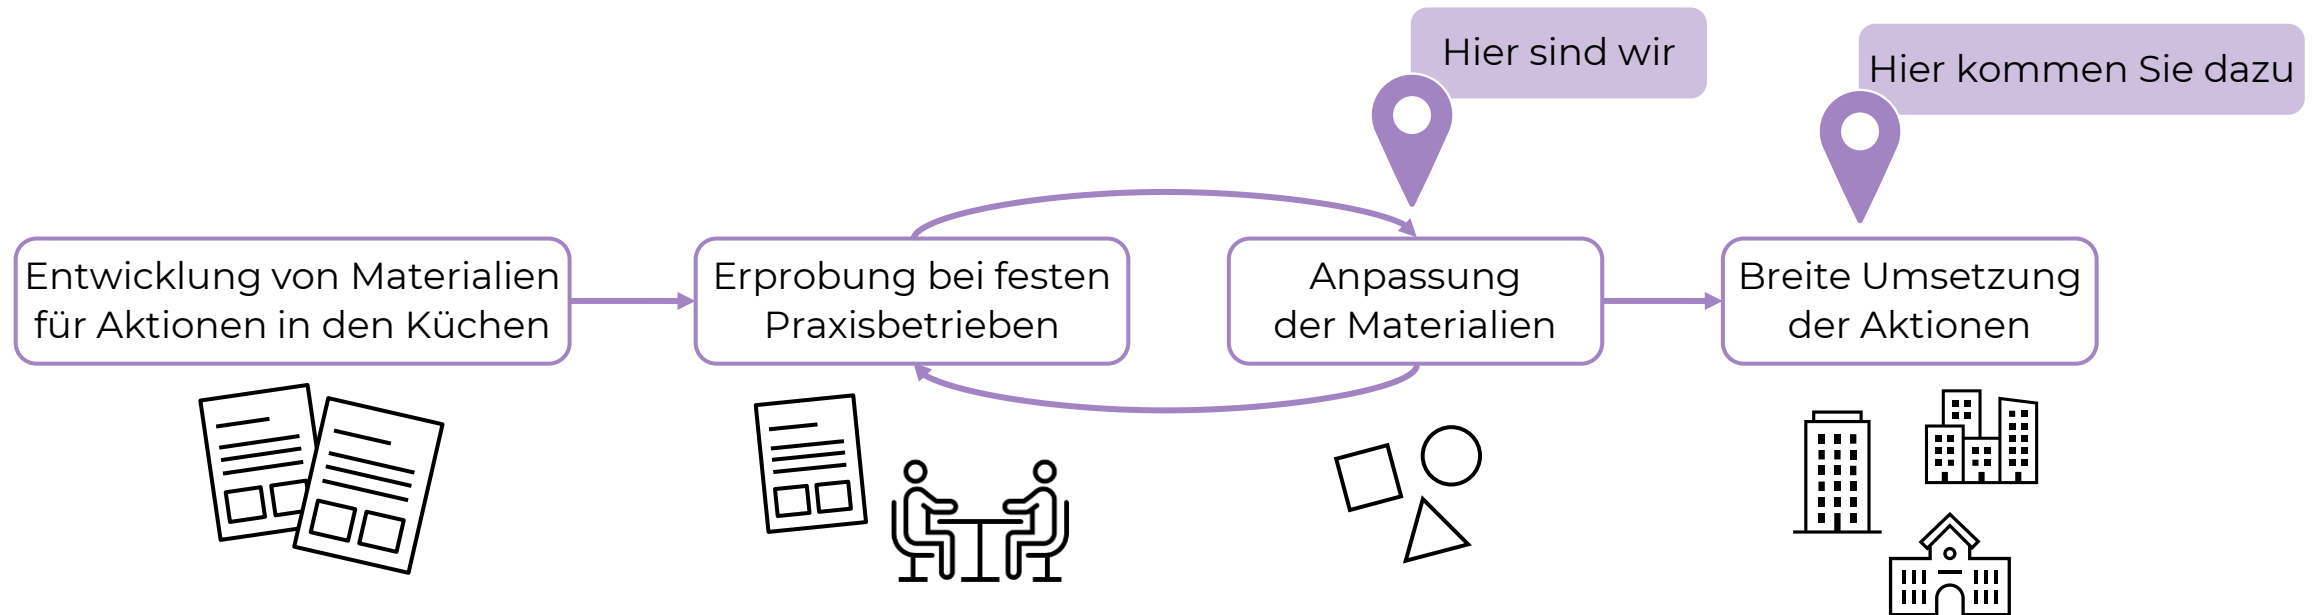 Hier sind wir
Hier kommen Sie dazu
Entwicklung von Materialien
für Aktionen in den Küchen
Erprobung bei festen
Praxisbetrieben
Anpassung
der Materialien
Breite Umsetzung
der Aktionen